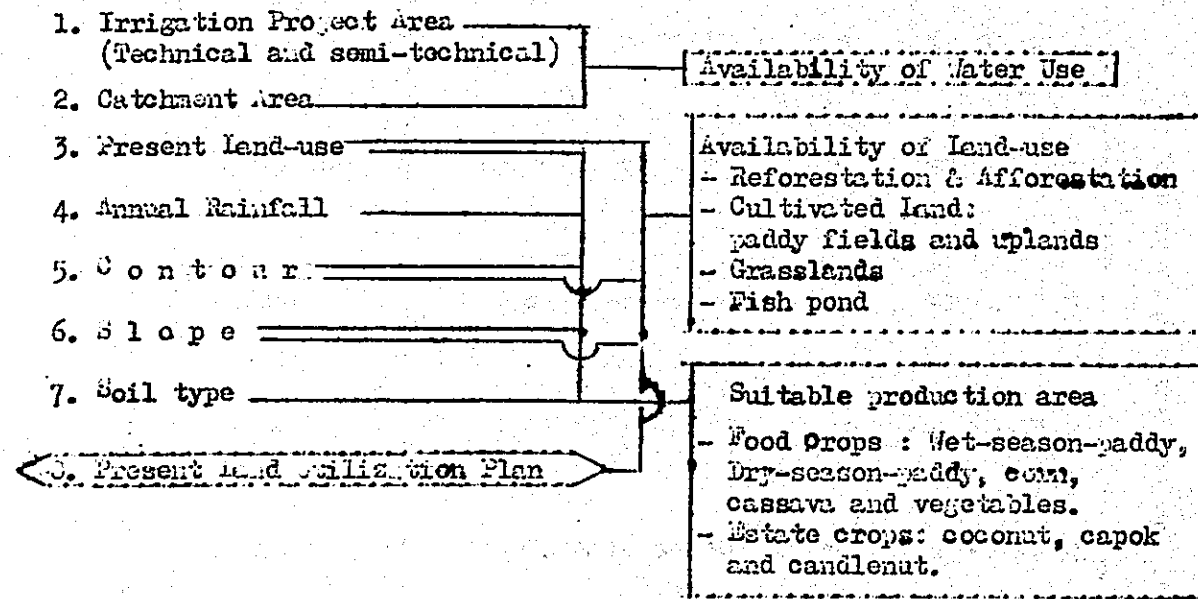 1. Irrigation Project Area
(Technical and semi-technical)
2. Catchment Area
3. Present Land-use
4. Annual Rainfall
5. C o n t o u r
6. S l o p e
7. Soil type
8. Present Land Utilization Plan
Availability of Water Use
Availability of Land-use
- Reforestation & Afforestation
- Cultivated Land:
paddy fields and uplands
- Grasslands
- Fish pond
Suitable production area
- Food Crops : Wet-season-paddy,
Dry-season-paddy, corn,
cassava and vegetables.
- Estate crops: coconut, capok
and candlenut.